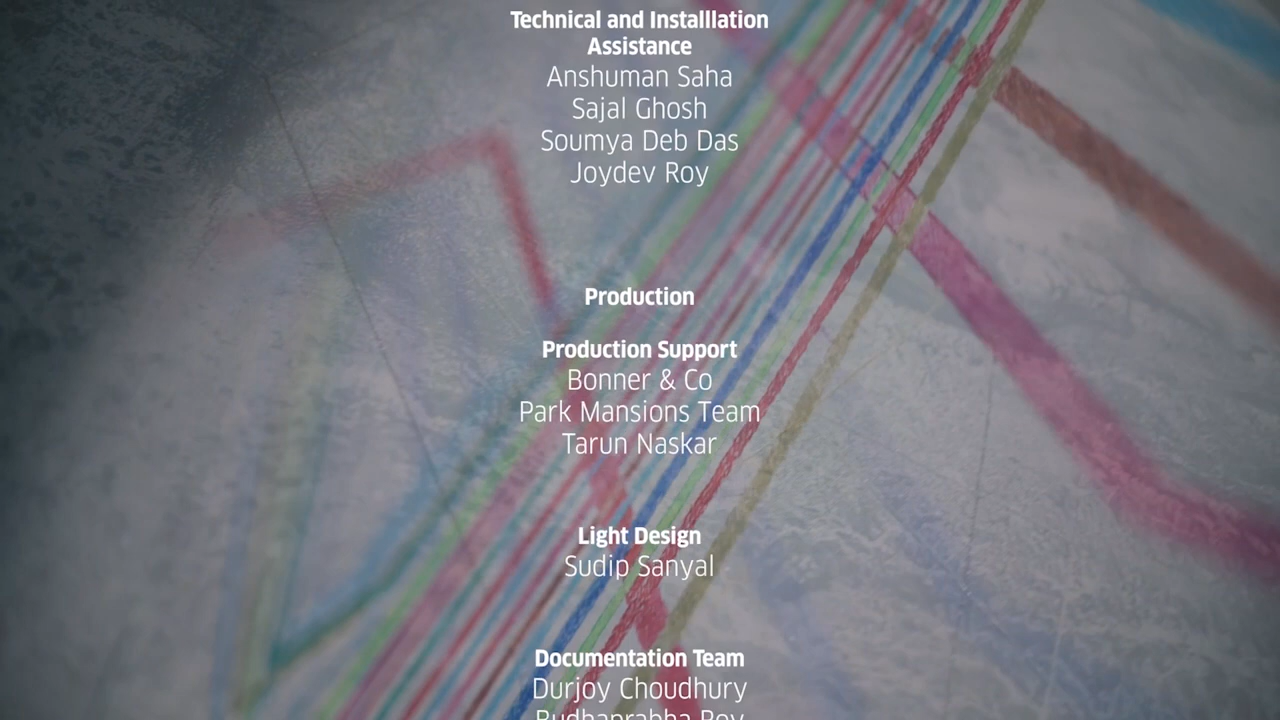 Technical and Installlation
Assistance
Anshuman Saha
Sajal Ghosh
Soumya Deb Das
Joydev Roy
Production
Production Support
Bonner & Co
Park Mansions Team
Tarun Naskar
Light Design
Sudip Sanyal
Documentation Team
Durjoy Choudhury